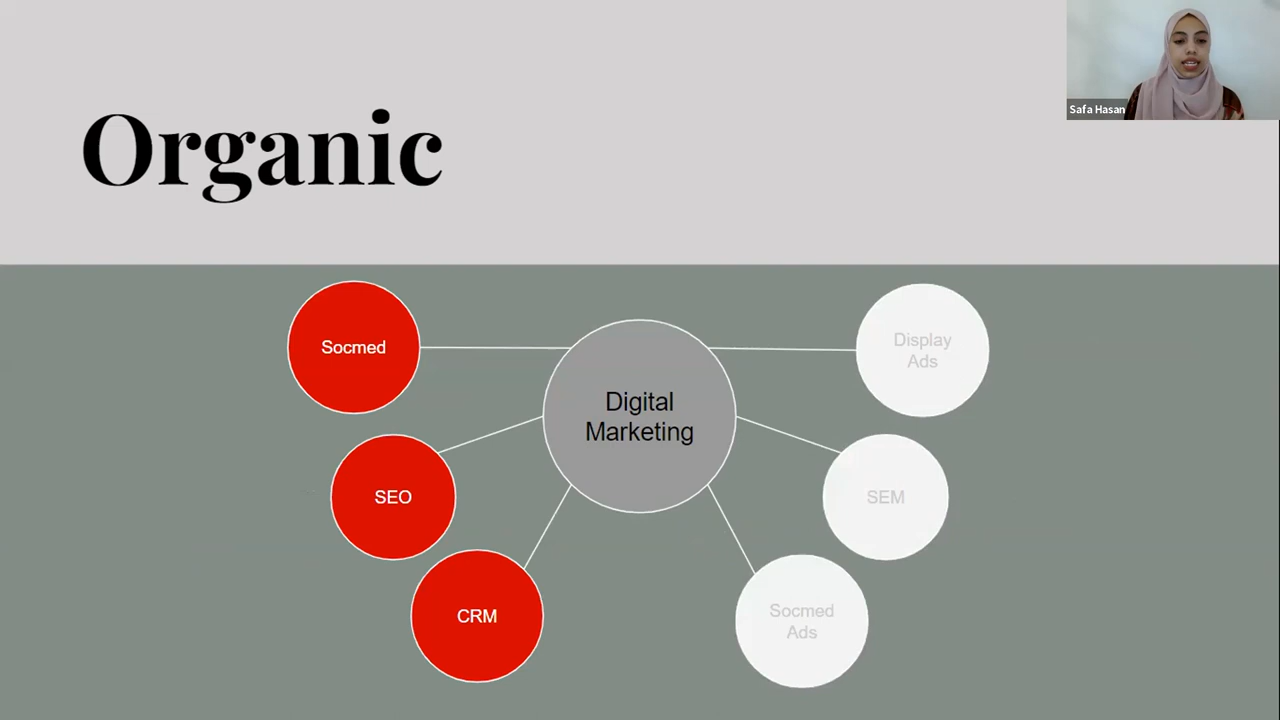 Organic
Safa Hasan
Socmed
Digital
Marketing
Display
Ads
SEO
SEM
CRM
Socmed
Ads